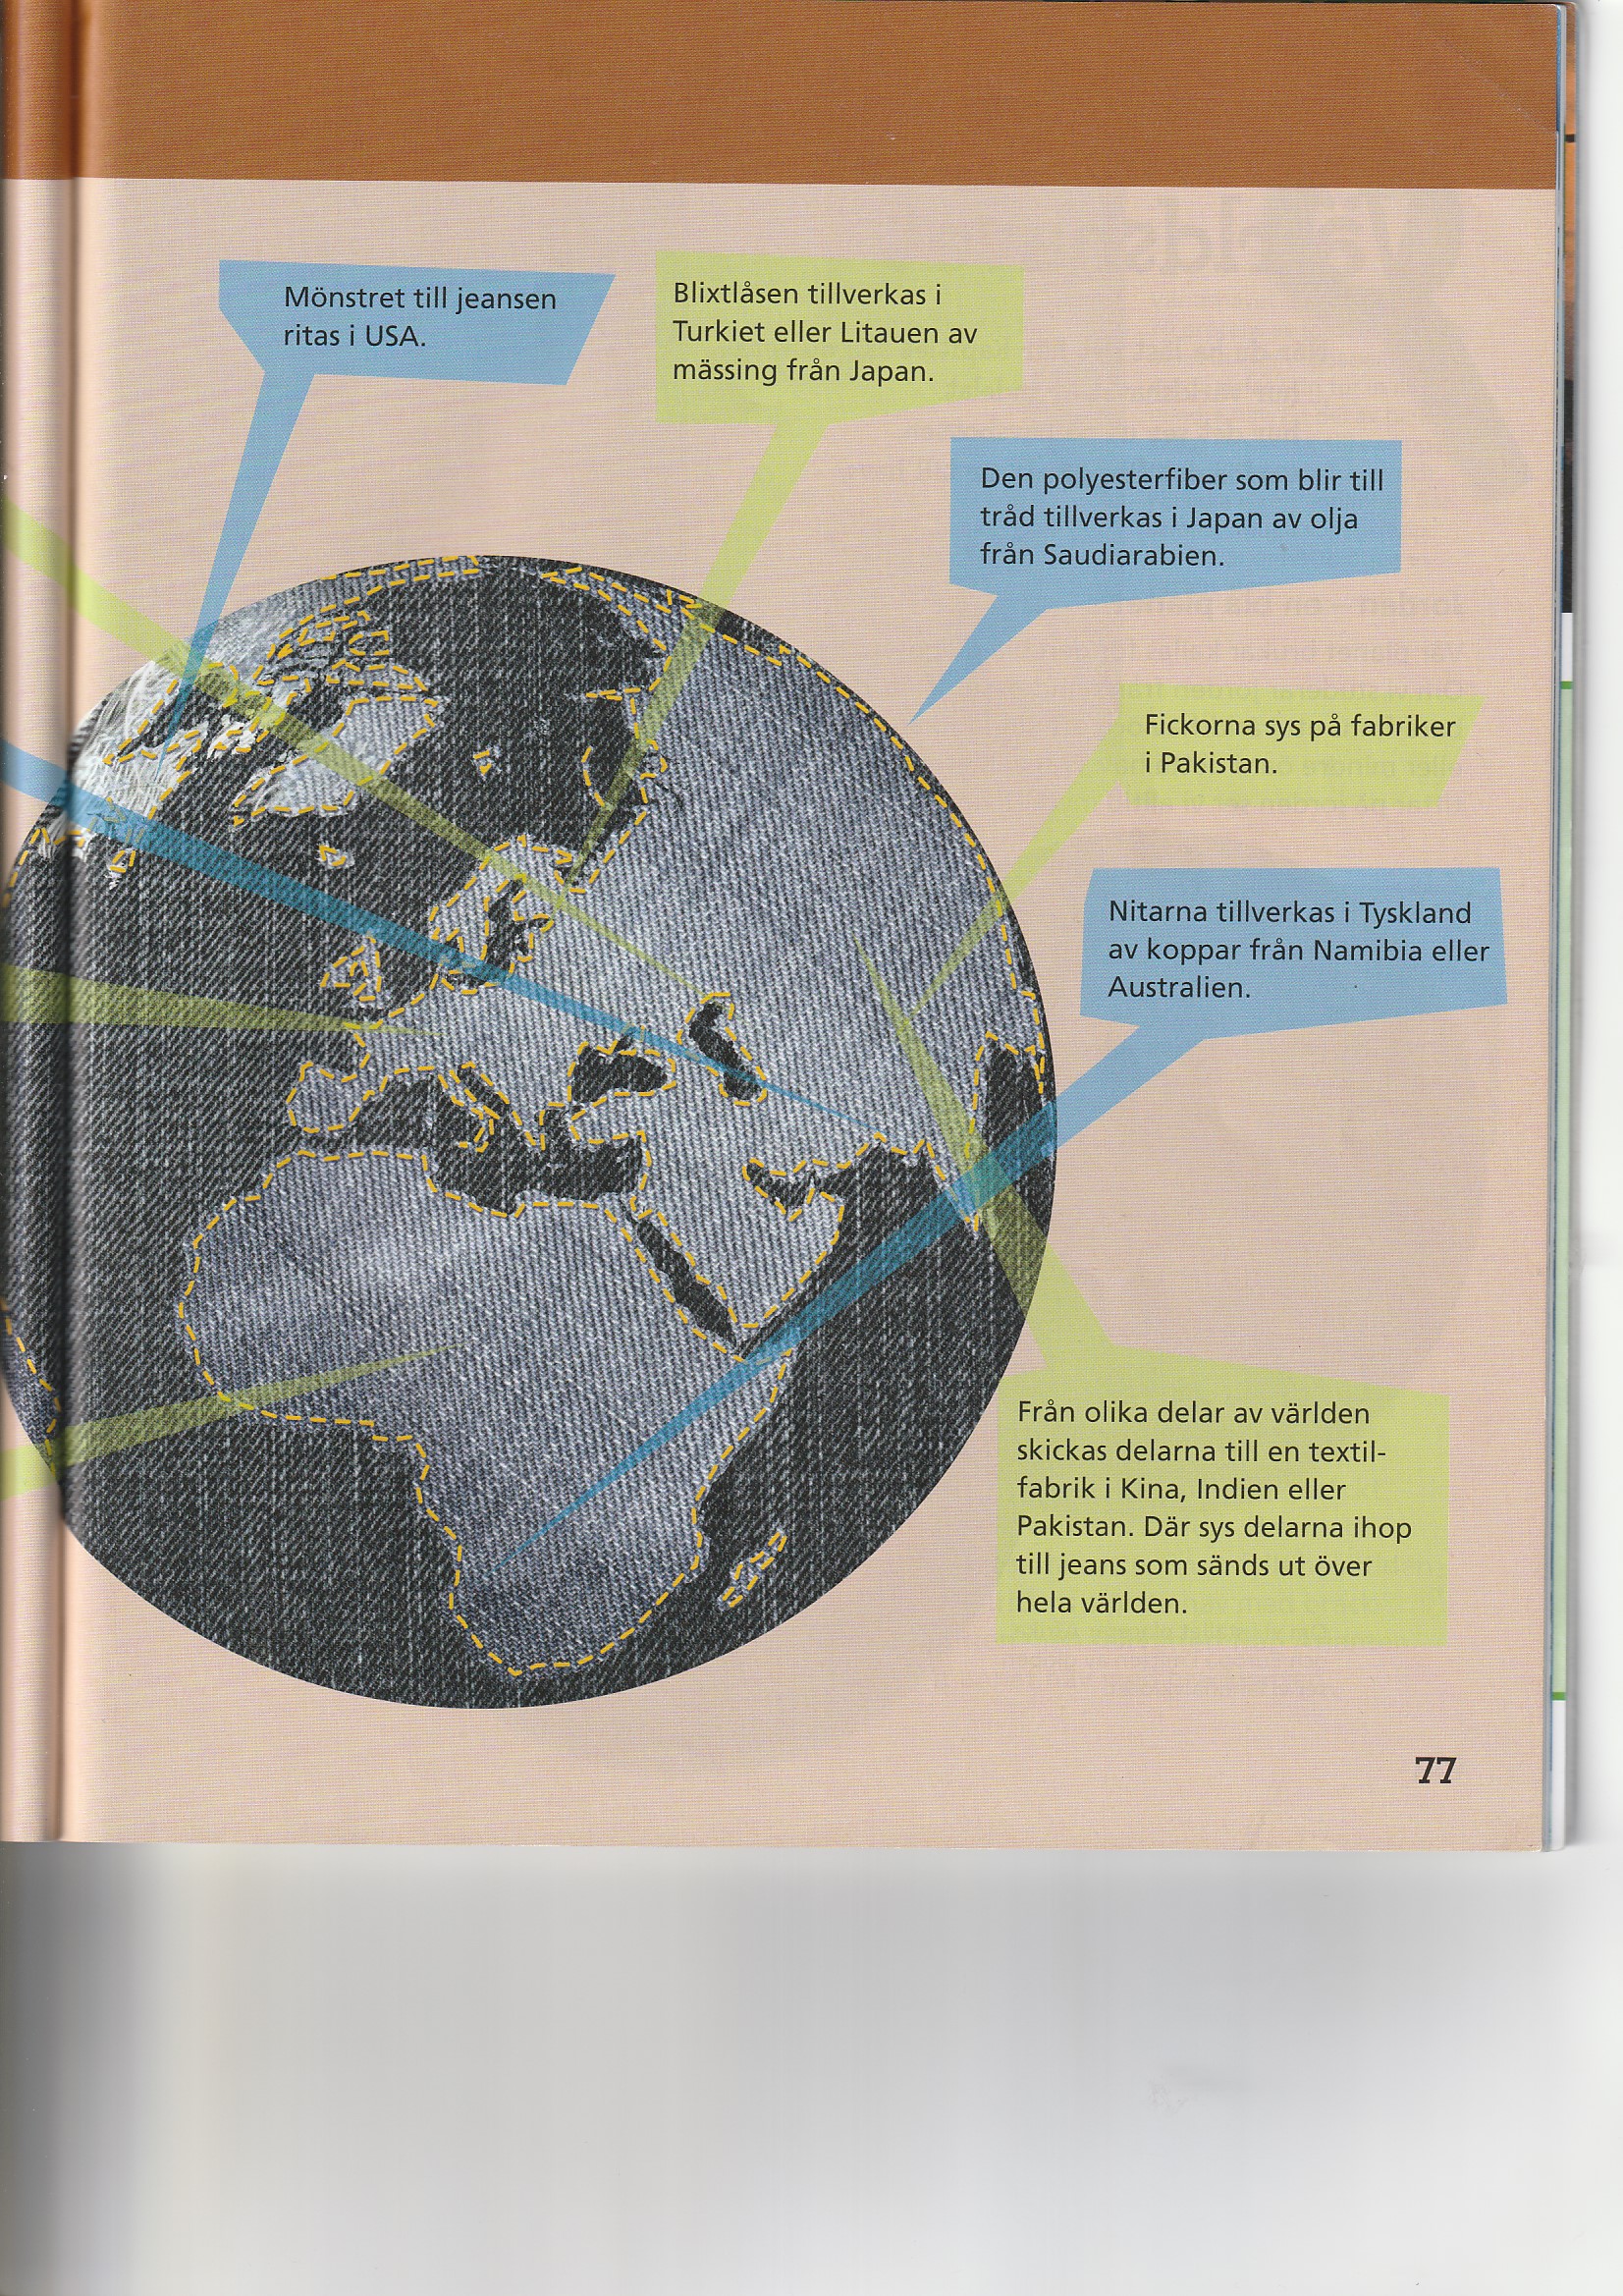 Mönstret till jeansen
ritas i USA.
Blixtlåsen tillverkas i
Turkiet eller Litauen av
mässing från Japan.
Den polyesterfiber som blir till
tråd tillverkas i Japan av olja
från Saudiarabien.
Fickorna sys på fabriker
i Pakistan.
Nitarna tillverkas i Tyskland
av koppar från Namibia eller
Australien.
Från olika delar av världen
skickas delarna till en textil-
fabrik i Kina, Indien eller
Pakistan. Där sys delarna ihop
till jeans som sänds ut över
hela världen.
77